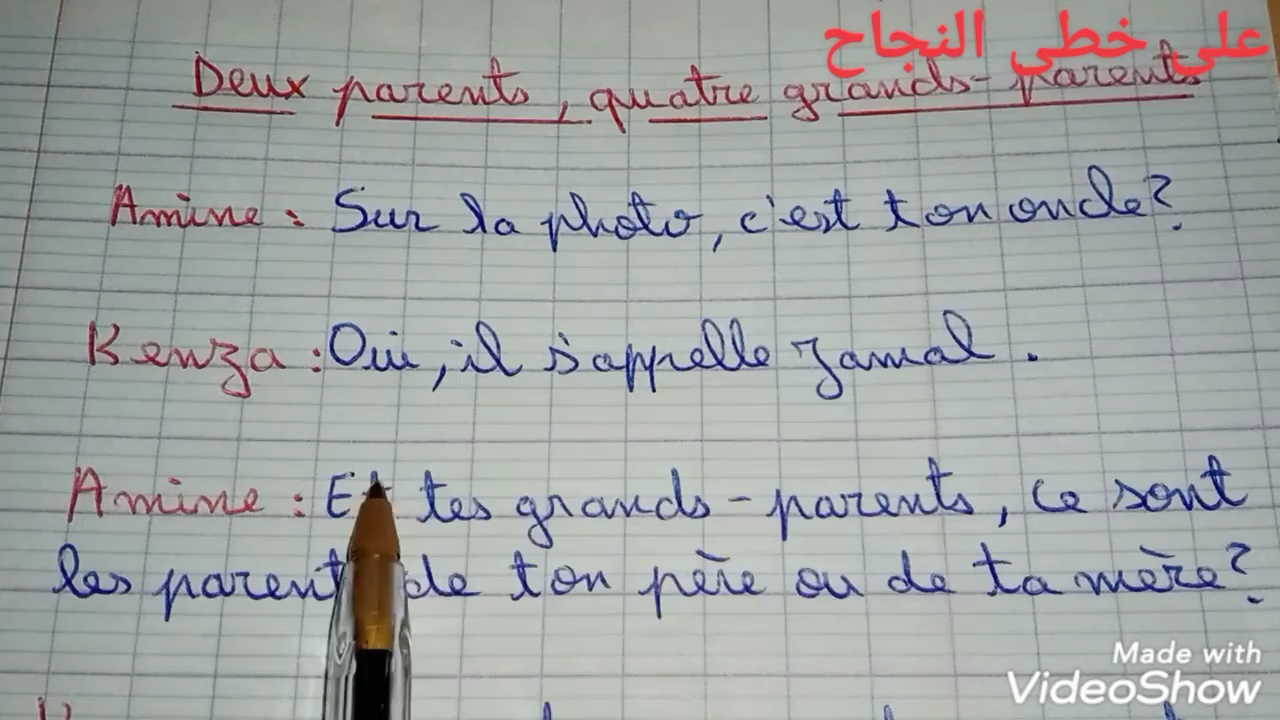 على خطى النجاح
Deux parents, quatre grands-parents
Amine : Sur la photo, c'est ton oncle?
Kenza : Oui, il s'appelle Jamal.
Amine : Et tes grands-parents, ce sont
les parent de ton père ou de ta mère?
Made with
VideoShow